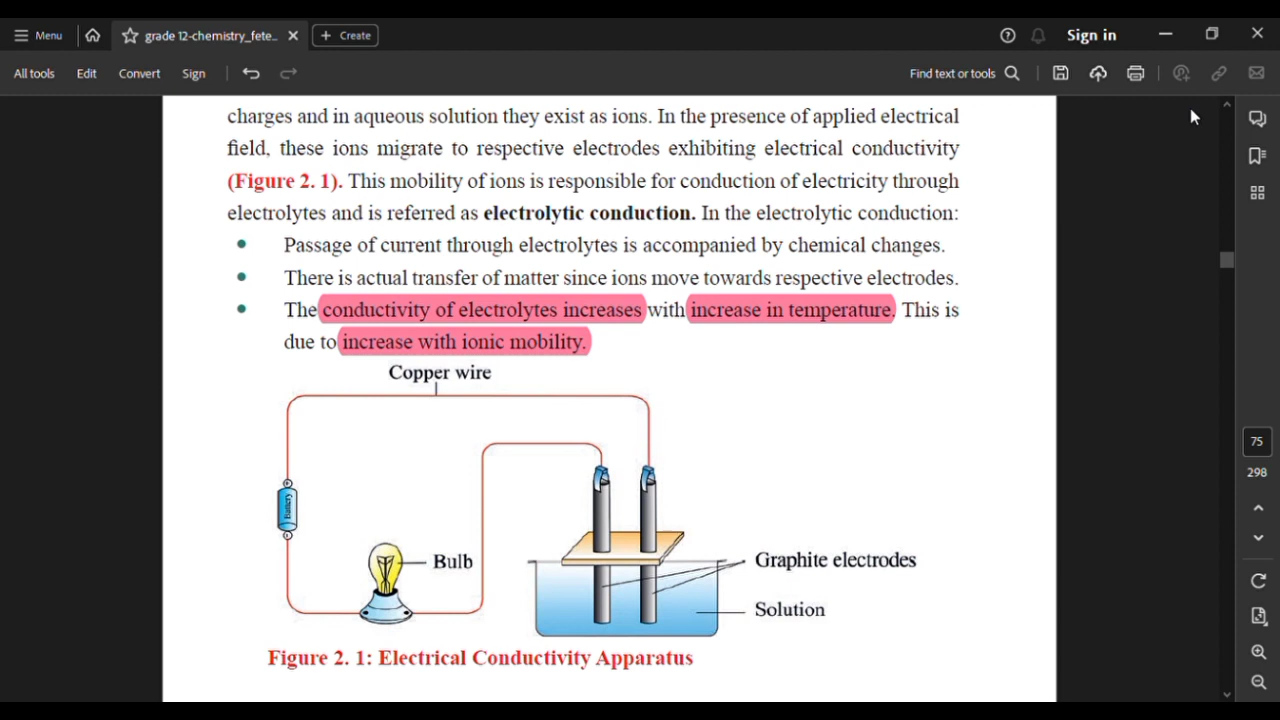 Menu
grade 12-chemistry_fete...
Create
Sign in
All tools Edit Convert Sign
Find text or tools
charges and in aqueous solution they exist as ions. In the presence of applied electrical
field, these ions migrate to respective electrodes exhibiting electrical conductivity
(Figure 2. 1). This mobility of ions is responsible for conduction of electricity through
electrolytes and is referred as electrolytic conduction. In the electrolytic conduction:
Passage of current through electrolytes is accompanied by chemical changes.
There is actual transfer of matter since ions move towards respective electrodes.
The conductivity of electrolytes increases with increase in temperature. This is
due to increase with ionic mobility.
Copper wire
Battery
Bulb
Graphite electrodes
Solution
Figure 2. 1: Electrical Conductivity Apparatus
75
298